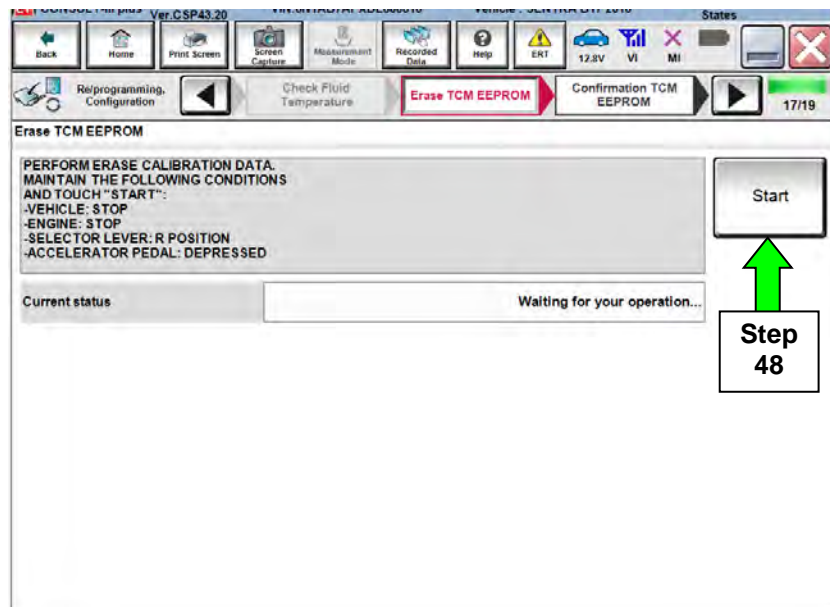 Ver.CSP43.20
States
Back
Home
Print Screen
Screen
Capture
Measurement
Mode
Recorded
Data
Help
ERT
12.8V
VI
MI
Re/programming,
Configuration
Check Fluid
Temperature
Erase TCM EEPROM
Confirmation TCM
EEPROM
17/19
Erase TCM EEPROM
PERFORM ERASE CALIBRATION DATA.
MAINTAIN THE FOLLOWING CONDITIONS
AND TOUCH "START":
-VEHICLE: STOP
-ENGINE: STOP
-SELECTOR LEVER: R POSITION
-ACCELERATOR PEDAL: DEPRESSED
Start
Current status
Waiting for your operation...
Step
48